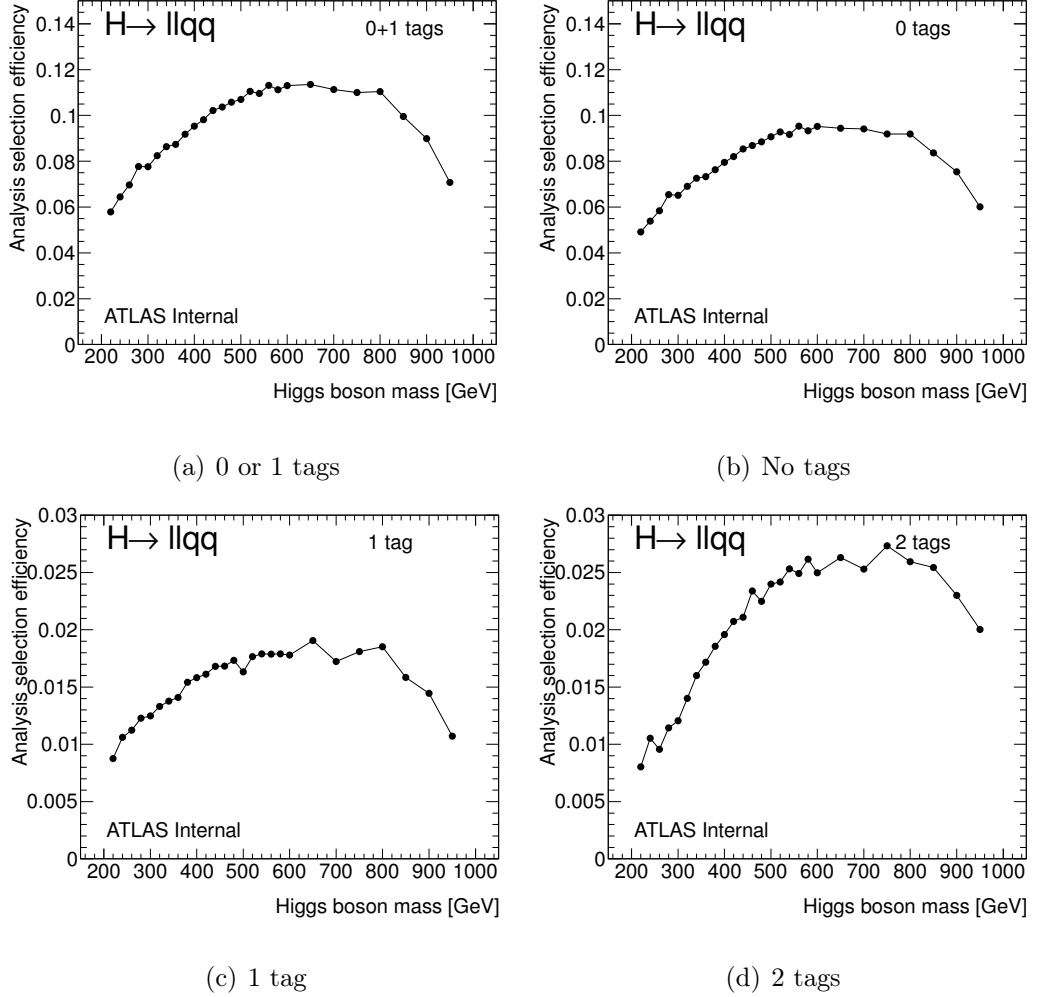 H→ llqq
0+1 tags
Analysis selection efficiency
0.14
0.12
0.1
0.08
0.06
0.04
0.02
0
ATLAS Internal
200 300 400 500 600 700 800 900 1000
Higgs boson mass [GeV]
(a) 0 or 1 tags
H→ llqq
0 tags
Analysis selection efficiency
0.14
0.12
0.1
0.08
0.06
0.04
0.02
0
ATLAS Internal
200 300 400 500 600 700 800 900 1000
Higgs boson mass [GeV]
(b) No tags
H→ llqq
1 tag
Analysis selection efficiency
0.03
0.025
0.02
0.015
0.01
0.005
0
ATLAS Internal
200 300 400 500 600 700 800 900 1000
Higgs boson mass [GeV]
(c) 1 tag
H→ llqq
2 tags
Analysis selection efficiency
0.03
0.025
0.02
0.015
0.01
0.005
0
ATLAS Internal
200 300 400 500 600 700 800 900 1000
Higgs boson mass [GeV]
(d) 2 tags